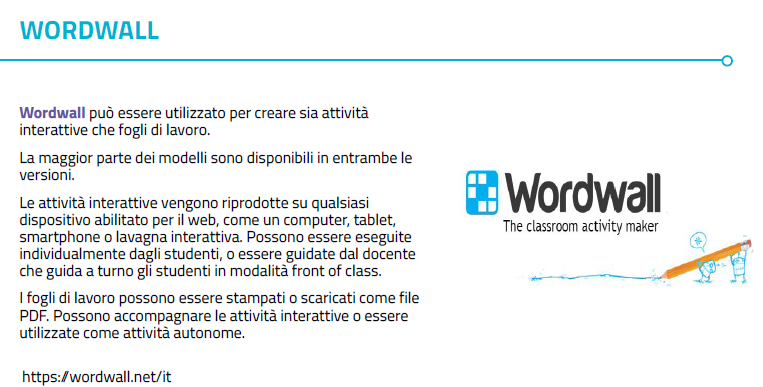 WORDWALL
Wordwall può essere utilizzato per creare sia attività
interattive che fogli di lavoro.
La maggior parte dei modelli sono disponibili in entrambe le
versioni.
Le attività interattive vengono riprodotte su qualsiasi
dispositivo abilitato per il web, come un computer, tablet,
smartphone o lavagna interattiva. Possono essere eseguite
individualmente dagli studenti, o essere guidate dal docente
che guida a turno gli studenti in modalità front of class.
I fogli di lavoro possono essere stampati o scaricati come file
PDF. Possono accompagnare le attività interattive o essere
utilizzate come attività autonome.
https://wordwall.net/it
Wordwall
The classroom activity maker